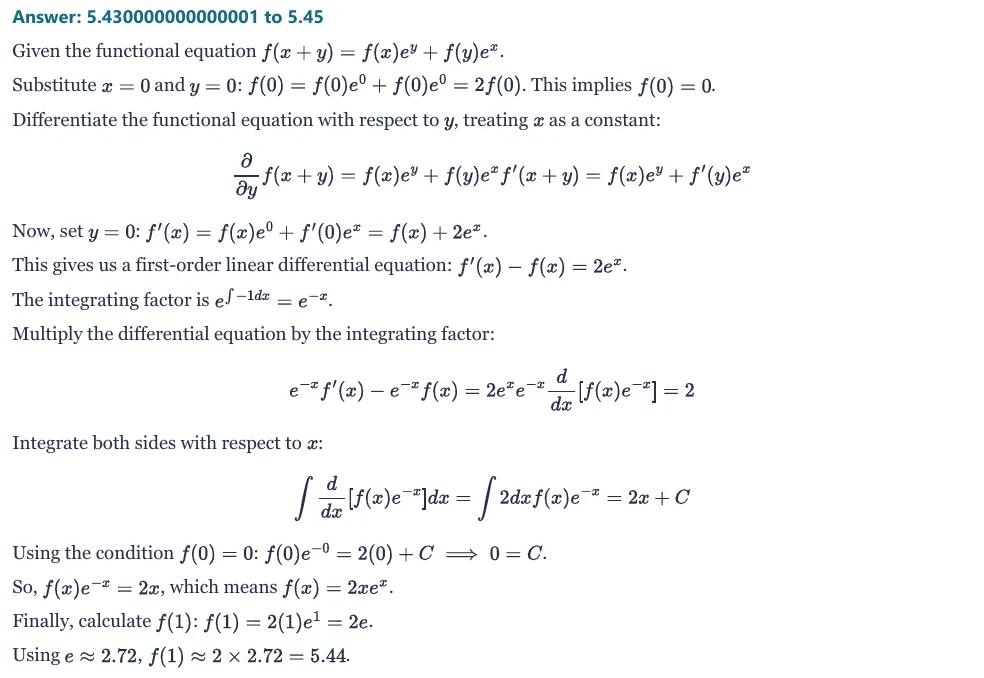 Answer: 5.430000000000001 to 5.45
Given the functional equation f(x + y) = f(x)e^y + f(y)e^x.
Substitute x = 0 and y = 0: f(0) = f(0)e^0 + f(0)e^0 = 2f(0). This implies f(0) = 0.
Differentiate the functional equation with respect to y, treating x as a constant:
∂/∂y f(x + y) = f(x)e^y + f(y)e^x f′(x + y) = f(x)e^y + f′(y)e^x
Now, set y = 0: f′(x) = f(x)e^0 + f′(0)e^x = f(x) + 2e^x.
This gives us a first-order linear differential equation: f′(x) − f(x) = 2e^x.
The integrating factor is e^{∫ −1dx} = e^{−x}.
Multiply the differential equation by the integrating factor:
e^{−x} f′(x) − e^{−x} f(x) = 2e^x e^{−x} d/dx [f(x)e^{−x}] = 2
Integrate both sides with respect to x:
∫ d/dx [f(x)e^{−x}]dx = ∫ 2dxf(x)e^{−x} = 2x + C
Using the condition f(0) = 0: f(0)e^{−0} = 2(0) + C ⟹ 0 = C.
So, f(x)e^{−x} = 2x, which means f(x) = 2xe^x.
Finally, calculate f(1): f(1) = 2(1)e^1 = 2e.
Using e ≈ 2.72, f(1) ≈ 2 × 2.72 = 5.44.